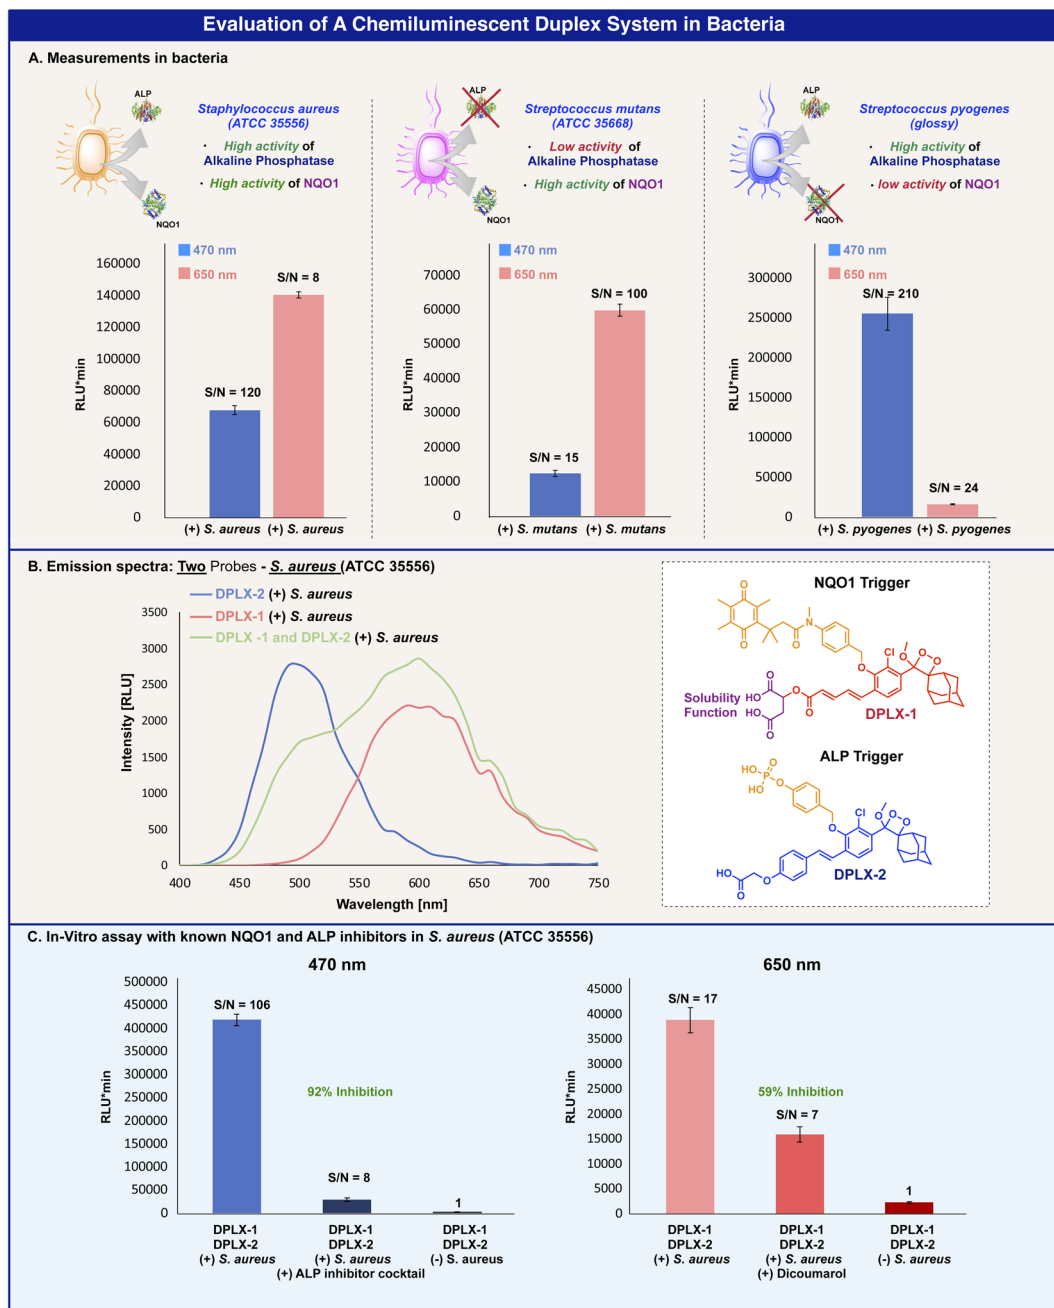 Evaluation of A Chemiluminescent Duplex System in Bacteria
A. Measurements in bacteria
ALP
NQO1
Staphylococcus aureus
(ATCC 35556)
· High activity of
Alkaline Phosphatase
· High activity of NQO1
470 nm
650 nm
RLU*min
160000
140000
120000
100000
80000
60000
40000
20000
0
S/N = 120
S/N = 8
(+) S. aureus
(+) S. aureus
ALP
NQO1
Streptococcus mutans
(ATCC 35668)
· Low activity of
Alkaline Phosphatase
· High activity of NQO1
470 nm
650 nm
RLU*min
70000
60000
50000
40000
30000
20000
10000
0
S/N = 15
S/N = 100
(+) S. mutans
(+) S. mutans
ALP
NQO1
Streptococcus pyogenes
(glossy)
· High activity of
Alkaline Phosphatase
· low activity of NQO1
470 nm
650 nm
RLU*min
300000
250000
200000
150000
100000
50000
0
S/N = 210
S/N = 24
(+) S. pyogenes
(+) S. pyogenes
B. Emission spectra: Two Probes - S. aureus (ATCC 35556)
DPLX-2 (+) S. aureus
DPLX-1 (+) S. aureus
DPLX -1 and DPLX-2 (+) S. aureus
Intensity [RLU]
3500
3000
2500
2000
1500
1000
500
0
400
450
500
550
600
650
700
750
Wavelength [nm]
NQO1 Trigger
O
O
O
N
O
Cl
O
O
O
Solubility
Function
O
HO
O
HO
O
O
DPLX-1
ALP Trigger
HO
O
P
HO
O
Cl
O
O
O
O
O
HO
O
DPLX-2
C. In-Vitro assay with known NQO1 and ALP inhibitors in S. aureus (ATCC 35556)
470 nm
RLU*min
500000
450000
400000
350000
300000
250000
200000
150000
100000
50000
0
S/N = 106
92% Inhibition
S/N = 8
1
DPLX-1
DPLX-2
(+) S. aureus
DPLX-1
DPLX-2
(+) S. aureus
(+) ALP inhibitor cocktail
DPLX-1
DPLX-2
(-) S. aureus
650 nm
RLU*min
45000
40000
35000
30000
25000
20000
15000
10000
5000
0
S/N = 17
59% Inhibition
S/N = 7
1
DPLX-1
DPLX-2
(+) S. aureus
DPLX-1
DPLX-2
(+) S. aureus
(+) Dicoumarol
DPLX-1
DPLX-2
(-) S. aureus